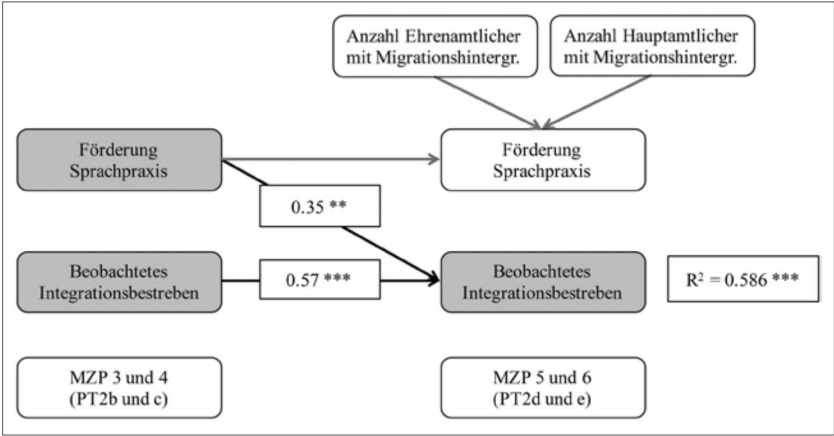 Anzahl Ehrenamtlicher
mit Migrationshintergr.
Anzahl Hauptamtlicher
mit Migrationshintergr.
Förderung
Sprachpraxis
Förderung
Sprachpraxis
0.35 **
Beobachtetes
Integrationsbestreben
0.57 ***
Beobachtetes
Integrationsbestreben
R² = 0.586 ***
MZP 3 und 4
(PT2b und c)
MZP 5 und 6
(PT2d und e)